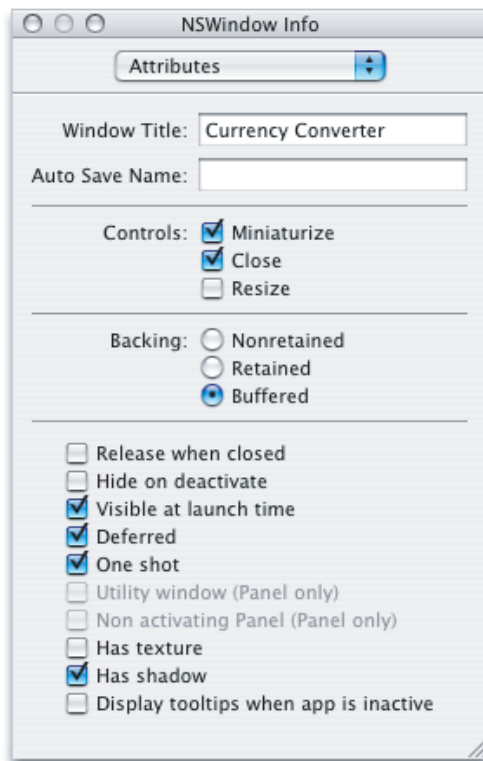 NSWindow Info
Attributes
Window Title: Currency Converter
Auto Save Name:
Controls: Miniaturize
Close
Resize
Backing: Nonretained
Retained
Buffered
Release when closed
Hide on deactivate
Visible at launch time
Deferred
One shot
Utility window (Panel only)
Non activating Panel (Panel only)
Has texture
Has shadow
Display tooltips when app is inactive